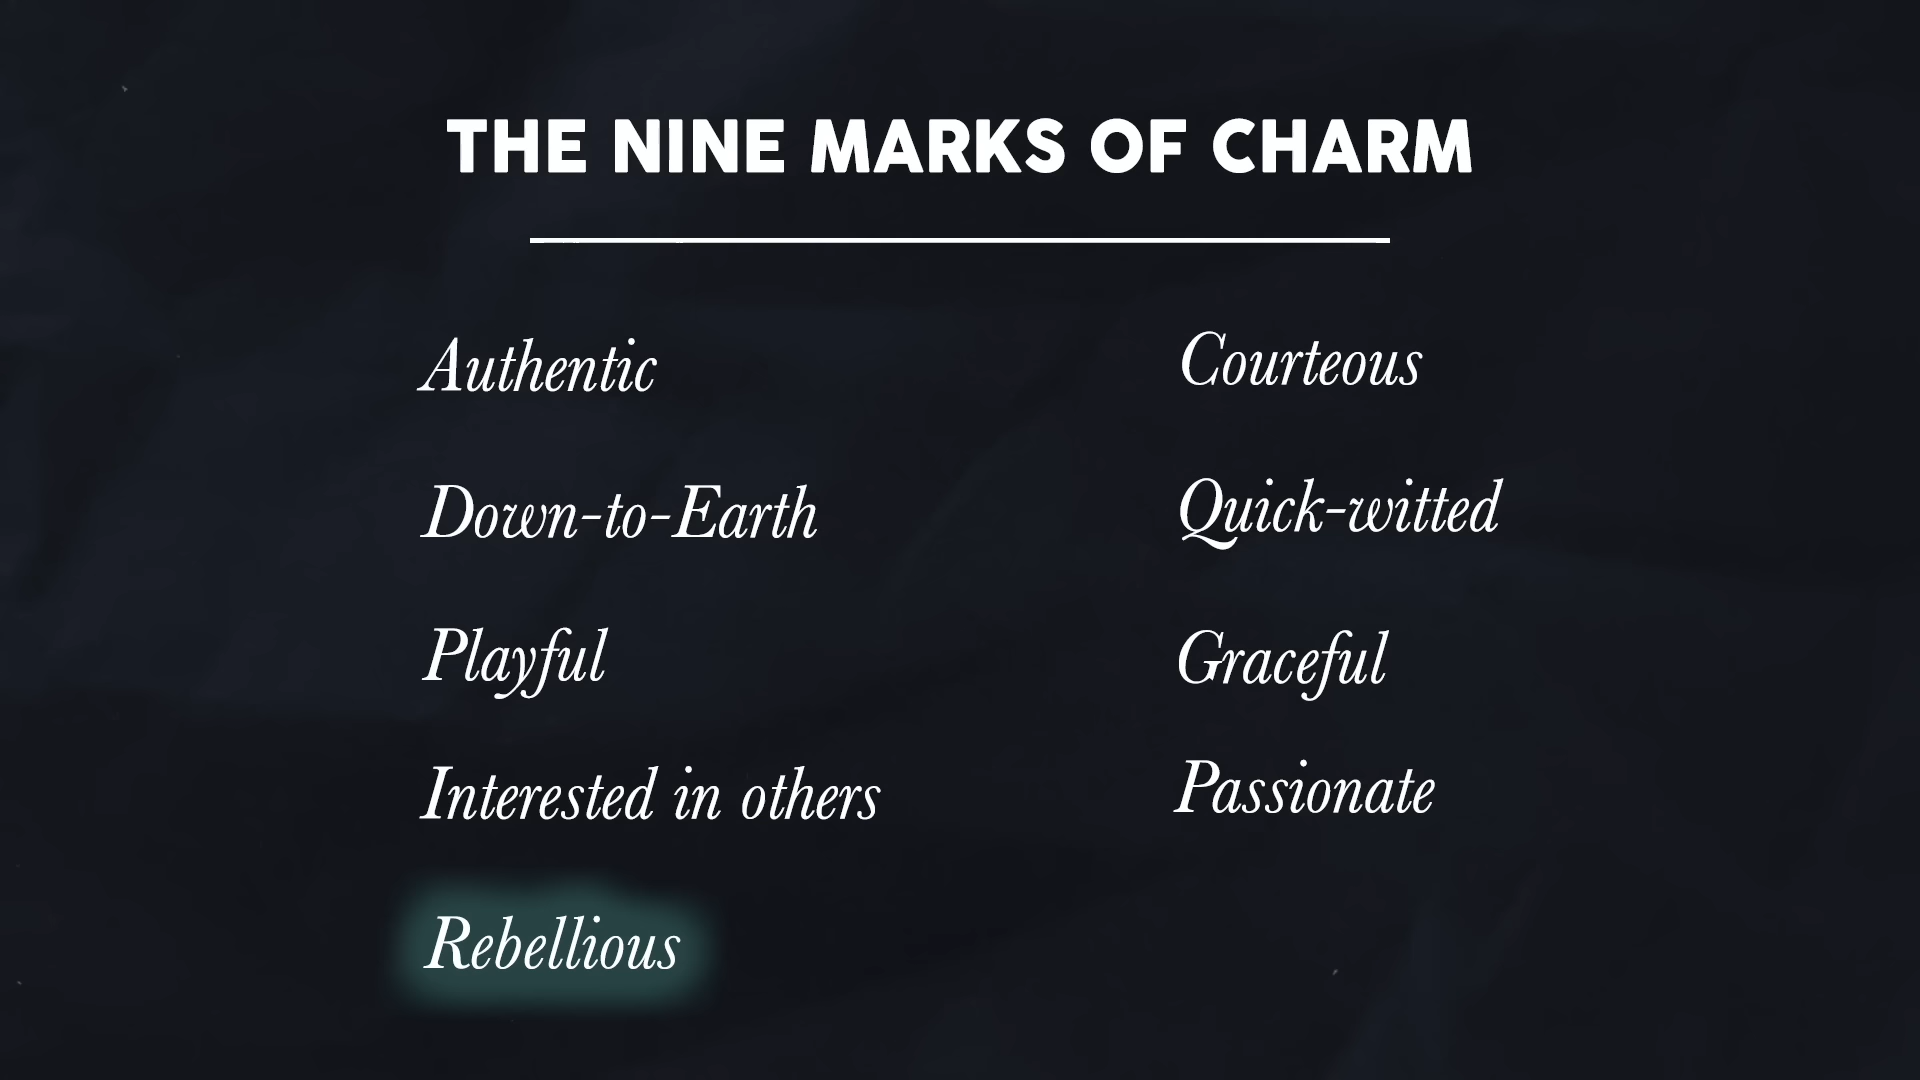 THE NINE MARKS OF CHARM
Authentic
Down-to-Earth
Playful
Interested in others
Rebellious
Courteous
Quick-witted
Graceful
Passionate